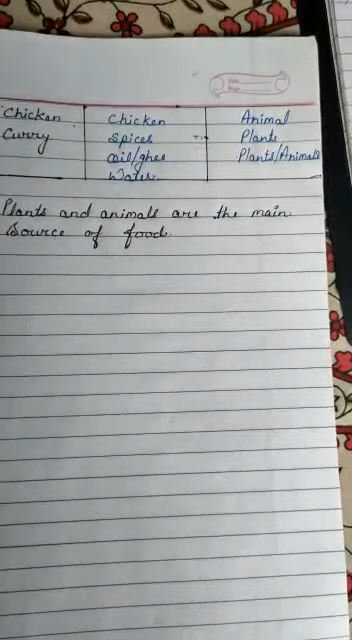 Chicken Chicken Animal
Curry Spices Plants
Oil/ghee Plants/Animals
Water
Plants and animals are the main
source of food.